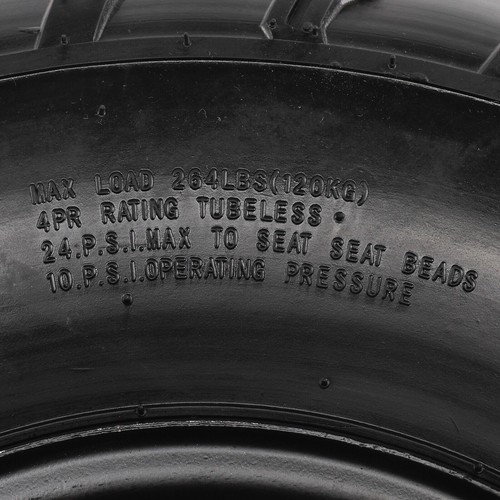 MAX LOAD 264LBS(120KG)
4PR RATING TUBELESS
24.P.S.I.MAX TO SEAT SEAT BEADS
10.P.S.I.OPERATING PRESSURE